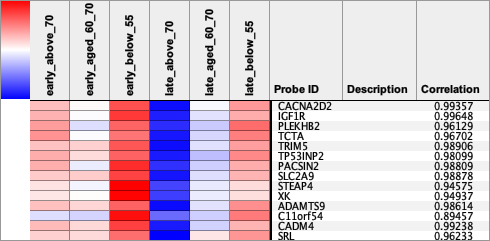 early_above_70
early_aged_60_70
early_below_55
late_above_70
late_aged_60_70
late_below_55
Probe ID Description Correlation
CACNA2D2 0.99357
IGF1R 0.99648
PLEKHB2 0.96129
TCTA 0.96702
TRIM5 0.98906
TP53INP2 0.98099
PACSIN2 0.98809
SLC2A9 0.98878
STEAP4 0.94575
XK 0.94937
ADAMTS9 0.98614
C11orf54 0.89457
CADM4 0.99238
SRL 0.96233